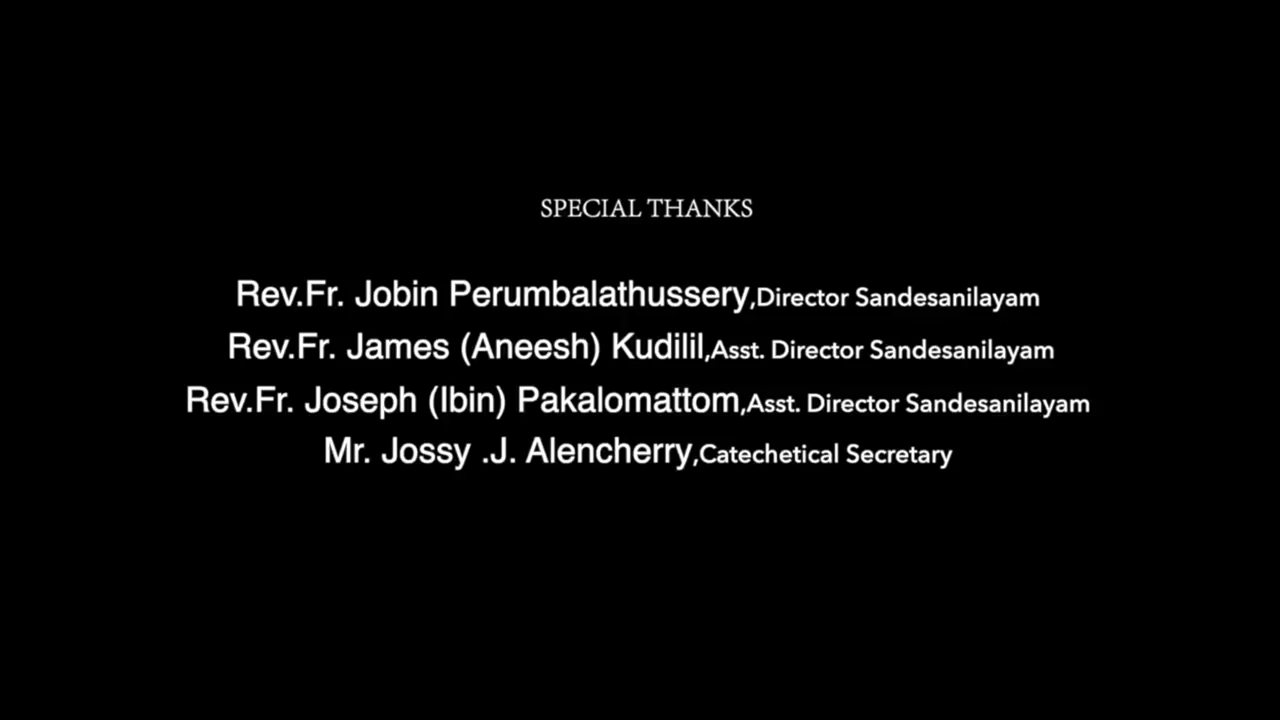 SPECIAL THANKS
Rev.Fr. Jobin Perumbalathussery,Director Sandesanilayam
Rev.Fr. James (Aneesh) Kudilil,Asst. Director Sandesanilayam
Rev.Fr. Joseph (Ibin) Pakalomattom,Asst. Director Sandesanilayam
Mr. Jossy .J. Alencherry,Catechetical Secretary